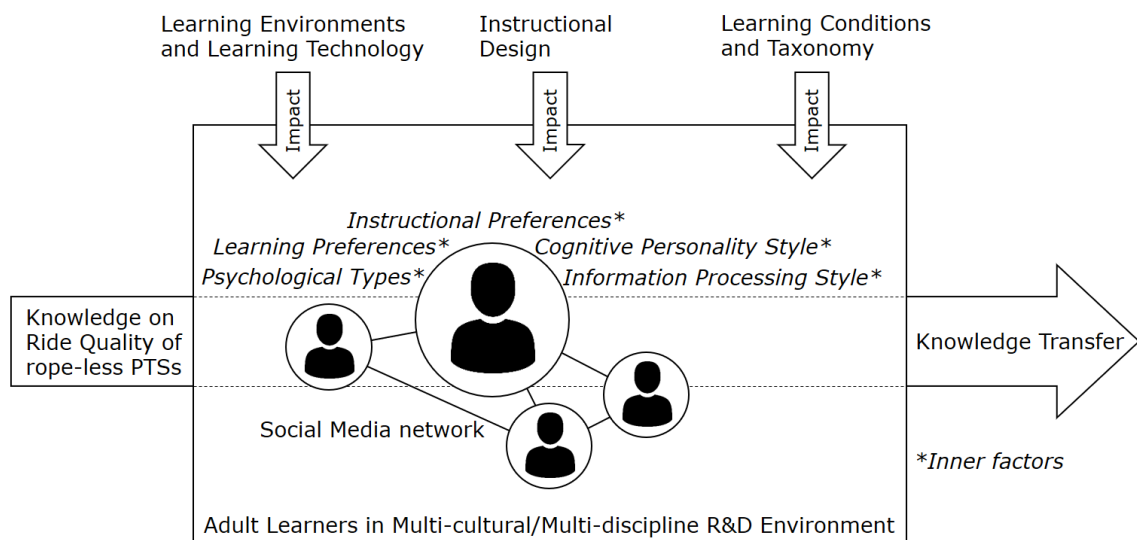 Learning Environments
and Learning Technology
Instructional
Design
Learning Conditions
and Taxonomy
Impact
Impact
Impact
Instructional Preferences*
Learning Preferences*
Cognitive Personality Style*
Psychological Types*
Information Processing Style*
Knowledge on
Ride Quality of
rope-less PTSs
Knowledge Transfer
Social Media network
*Inner factors
Adult Learners in Multi-cultural/Multi-discipline R&D Environment